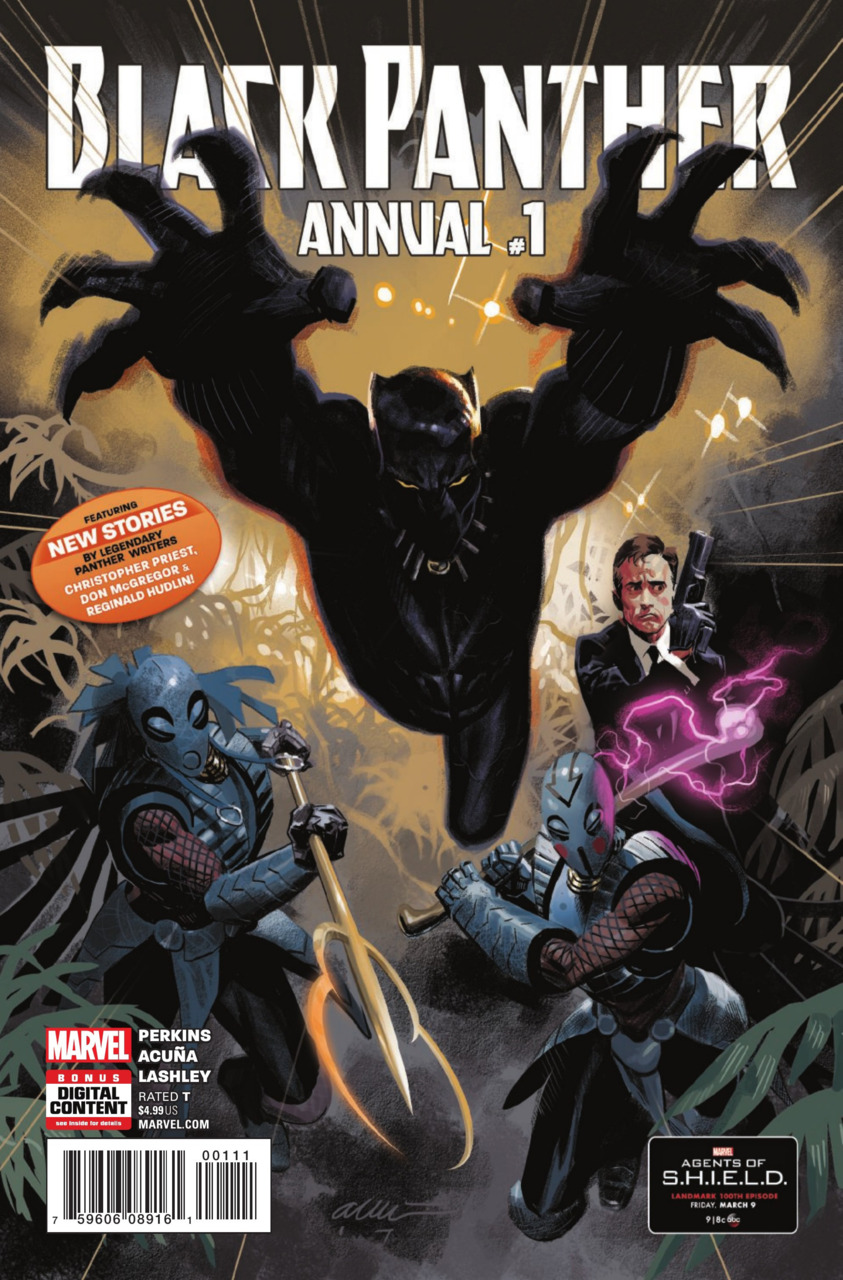 BLACK PANTHER
ANNUAL #1
FEATURING
NEW STORIES
BY LEGENDARY
PANTHER WRITERS
CHRISTOPHER PRIEST,
DON McGREGOR &
REGINALD HUDLIN!
MARVEL
BONUS
DIGITAL
CONTENT
see inside for details
PERKINS
ACUÑA
LASHLEY
RATED T
$4.99 US
MARVEL.COM
00111
7 59606 08916 1
MARVEL
AGENTS OF
S.H.I.E.L.D.
LANDMARK 100TH EPISODE
FRIDAY, MARCH 9
9|8c abc